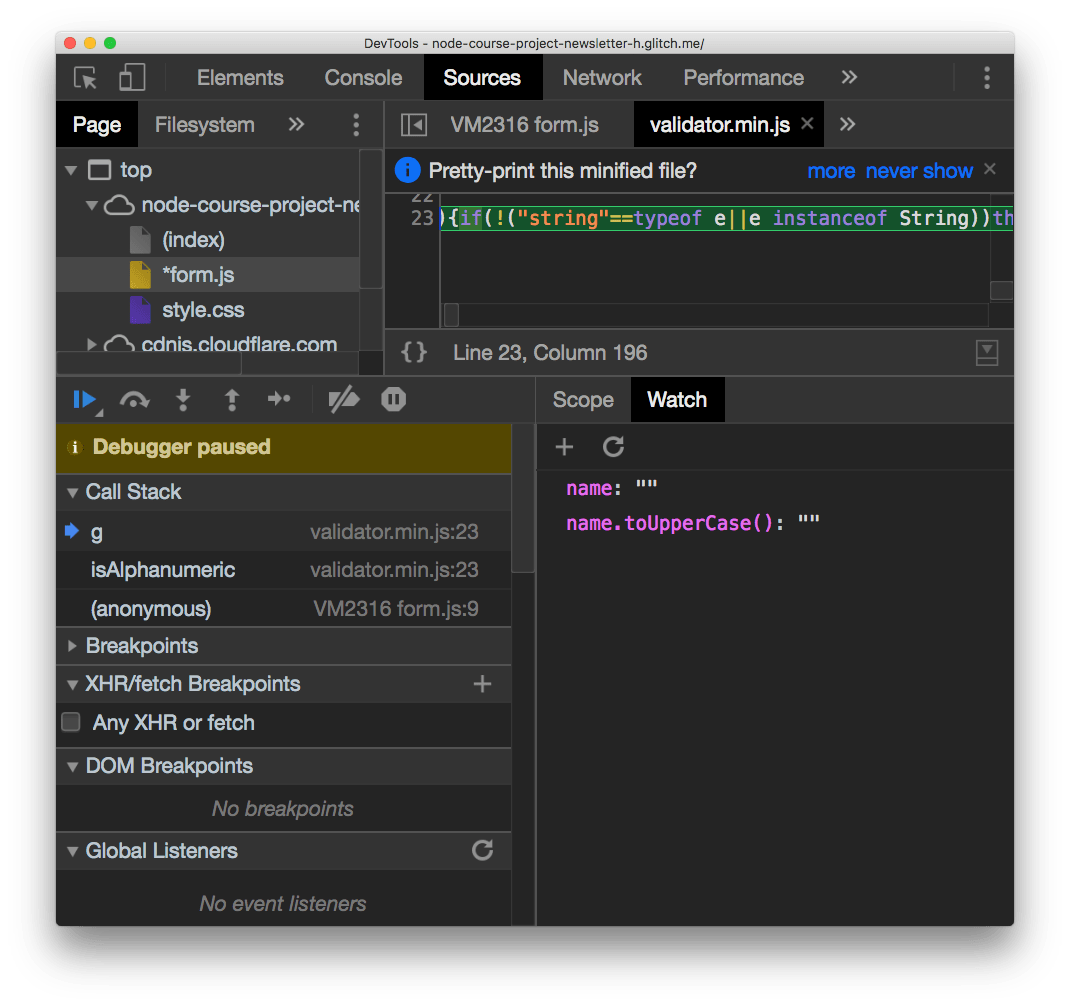 DevTools - node-course-project-newsletter-h.glitch.me/
Elements Console Sources Network Performance »
Page Filesystem » VM2316 form.js validator.min.js × »
top
node-course-project-ne
(index)
*form.js
style.css
cdnjs.cloudflare.com
i Pretty-print this minified file? more never show ×
22
23 ){if(!("string"==typeof e||e instanceof String))th
{} Line 23, Column 196
Scope Watch
i Debugger paused
Call Stack
g validator.min.js:23
isAlphanumeric validator.min.js:23
(anonymous) VM2316 form.js:9
Breakpoints
XHR/fetch Breakpoints +
Any XHR or fetch
DOM Breakpoints
No breakpoints
Global Listeners
No event listeners
+
name: ""
name.toUpperCase(): ""